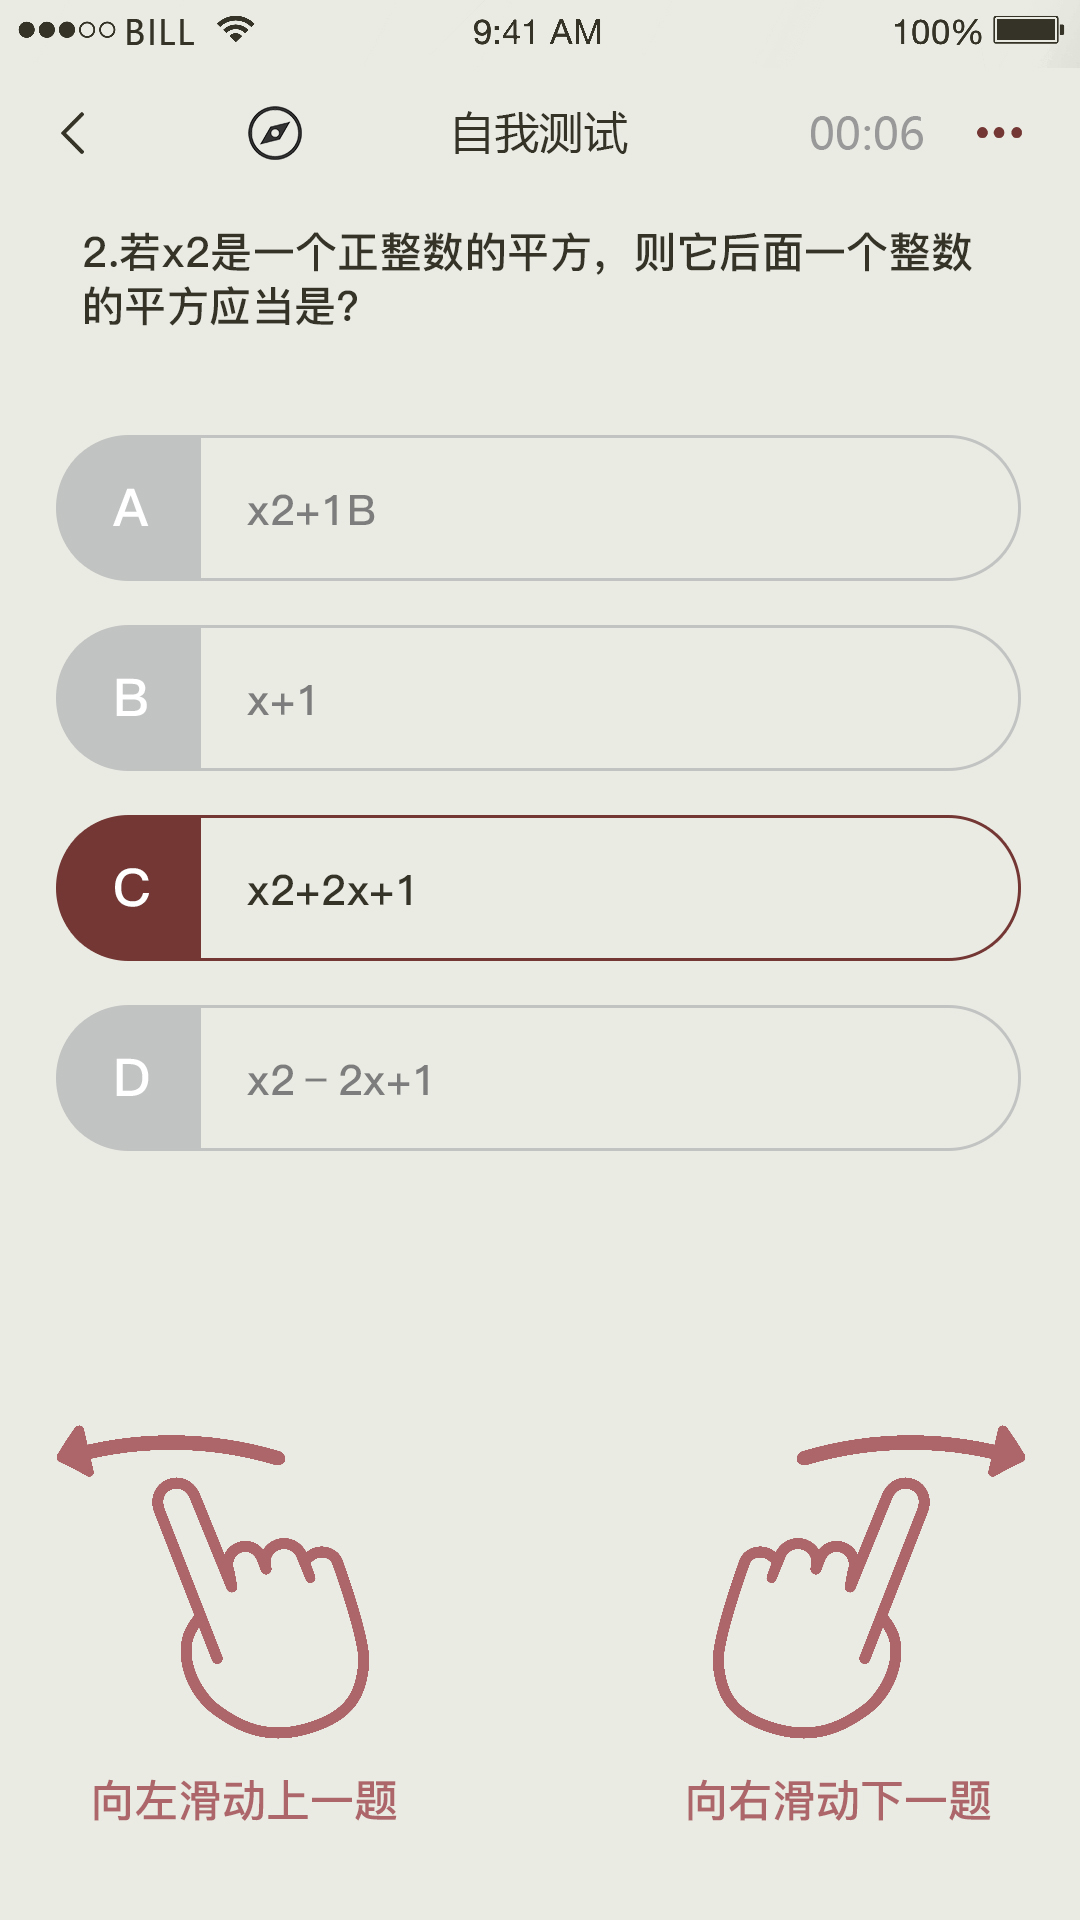 BILL 9:41 AM 100%
自我测试 00:06
2.若x2是一个正整数的平方，则它后面一个整数
的平方应当是?
A x2+1B
B x+1
C x2+2x+1
D x2－2x+1
向左滑动上一题 向右滑动下一题